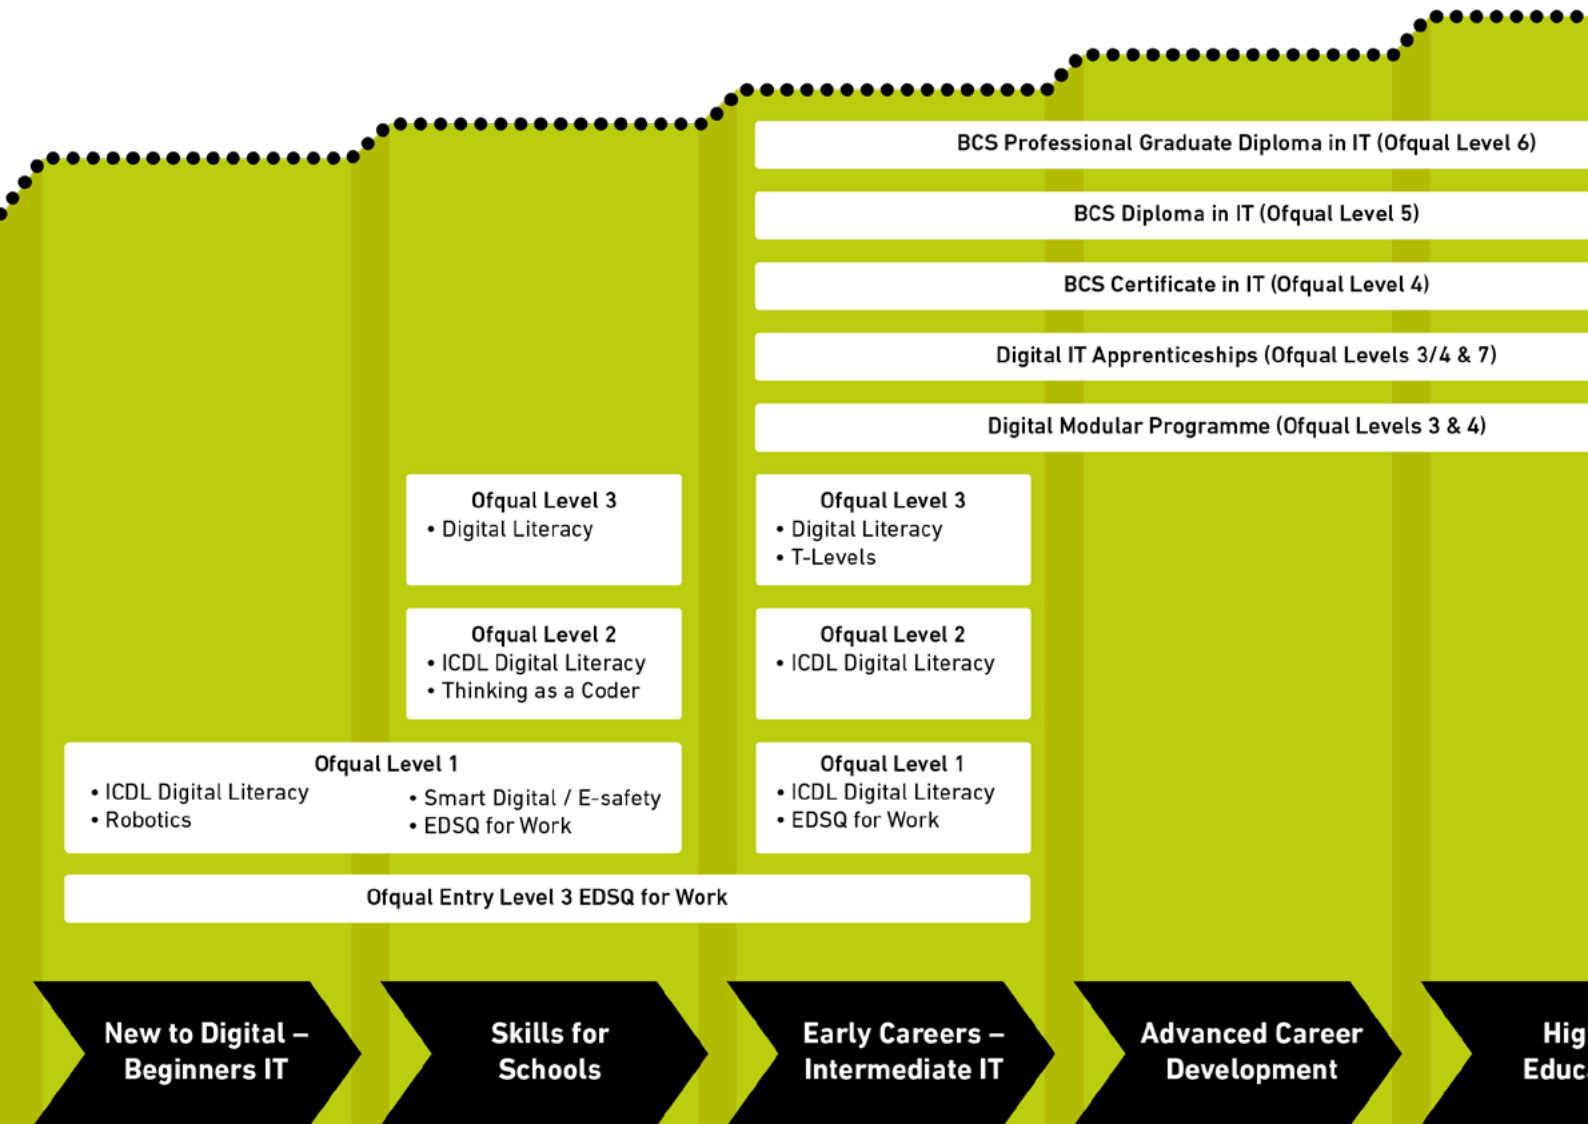 BCS Professional Graduate Diploma in IT (Ofqual Level 6)
BCS Diploma in IT (Ofqual Level 5)
BCS Certificate in IT (Ofqual Level 4)
Digital IT Apprenticeships (Ofqual Levels 3/4 & 7)
Digital Modular Programme (Ofqual Levels 3 & 4)
Ofqual Level 3
• Digital Literacy
Ofqual Level 3
• Digital Literacy
• T-Levels
Ofqual Level 2
• ICDL Digital Literacy
• Thinking as a Coder
Ofqual Level 2
• ICDL Digital Literacy
Ofqual Level 1
• ICDL Digital Literacy
• Robotics
• Smart Digital / E-safety
• EDSQ for Work
Ofqual Level 1
• ICDL Digital Literacy
• EDSQ for Work
Ofqual Entry Level 3 EDSQ for Work
New to Digital –
Beginners IT
Skills for
Schools
Early Careers –
Intermediate IT
Advanced Career
Development